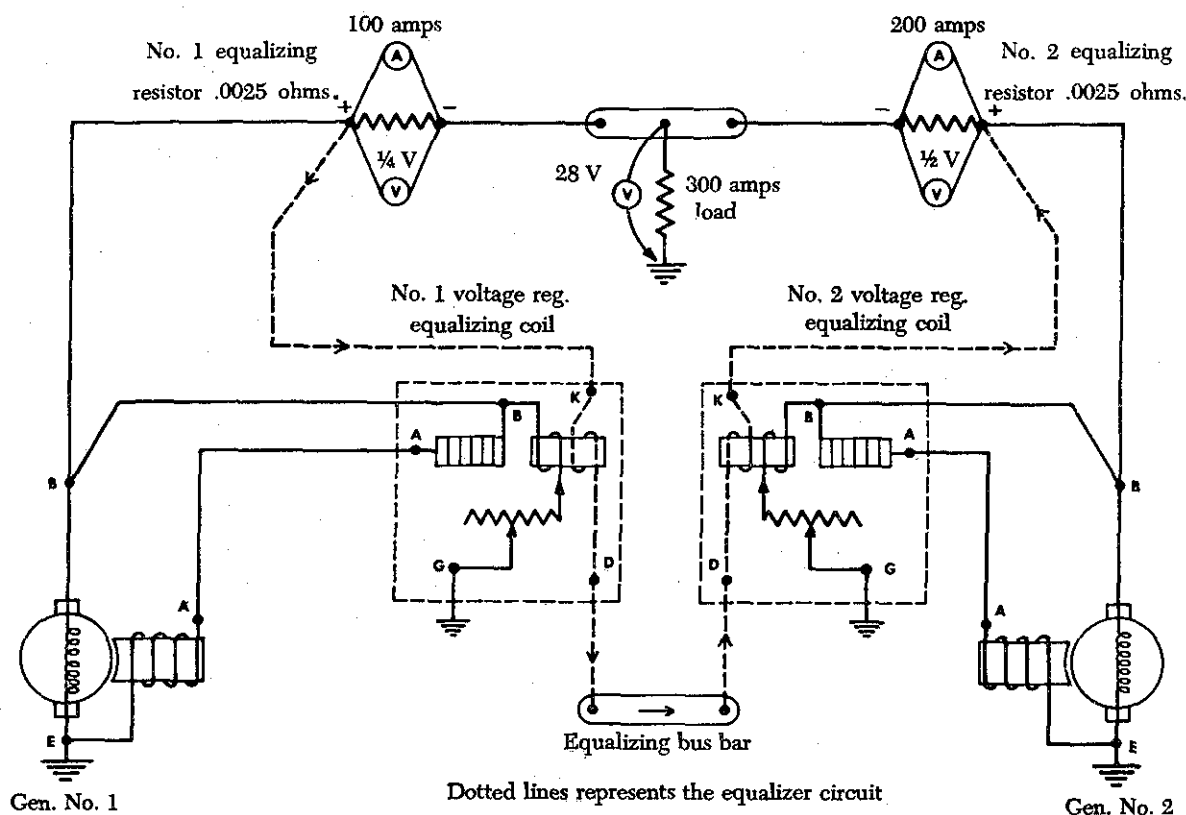 100 amps
200 amps
No. 1 equalizing
resistor .0025 ohms.
No. 2 equalizing
resistor .0025 ohms.
A
A
+
-
-
+
¼ V
½ V
V
V
28 V
V
300 amps
load
No. 1 voltage reg.
equalizing coil
No. 2 voltage reg.
equalizing coil
K
K
B
B
A
A
B
B
D
D
G
G
A
A
E
E
Equalizing bus bar
Gen. No. 1
Dotted lines represents the equalizer circuit
Gen. No. 2